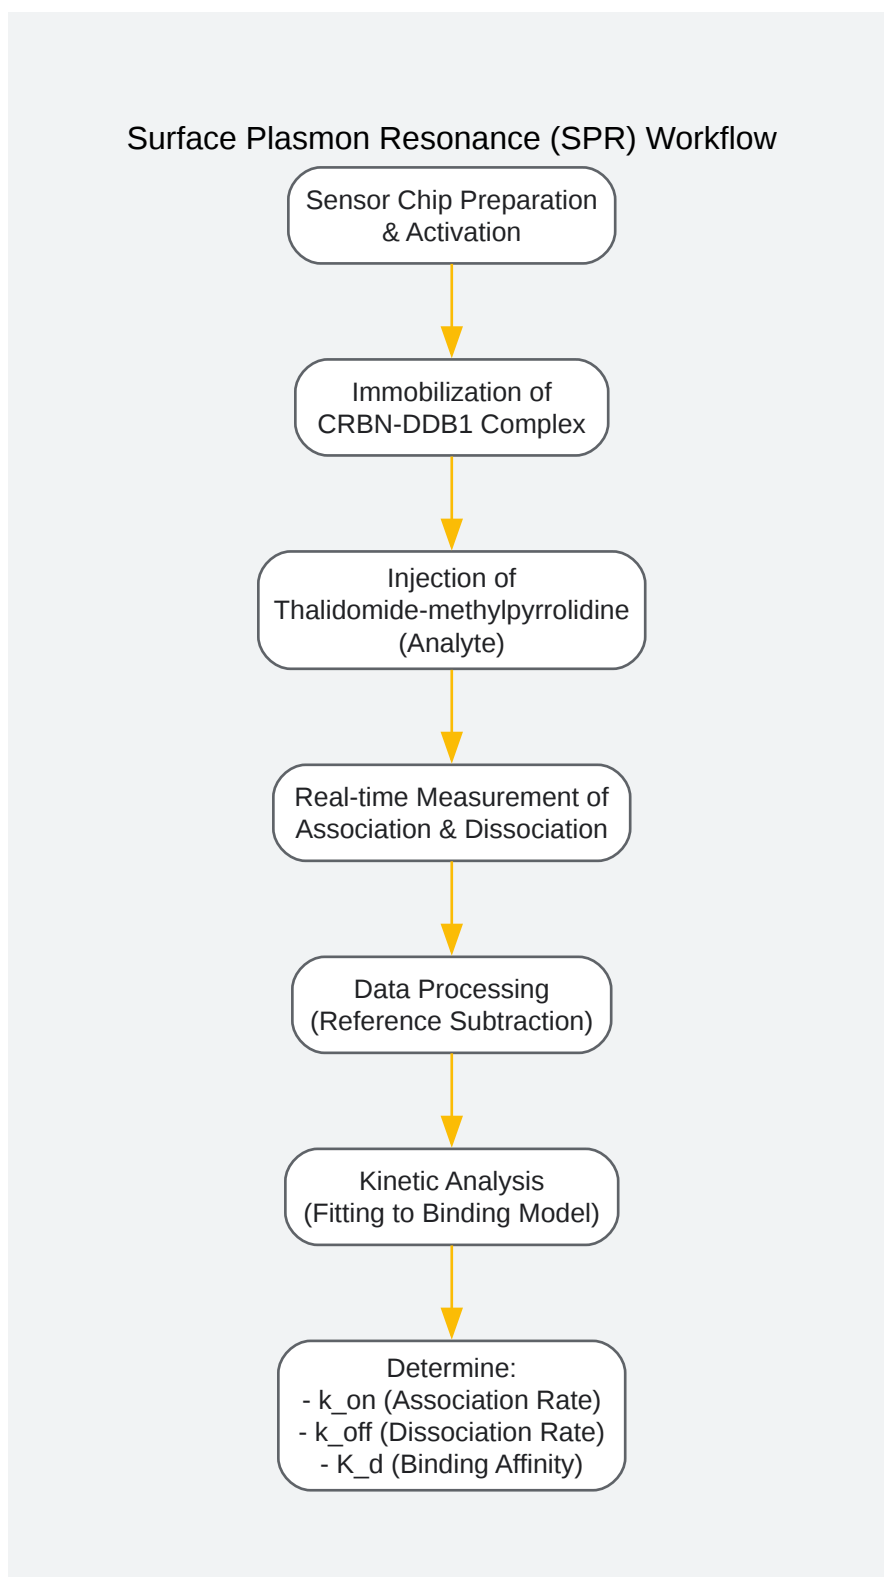 Surface Plasmon Resonance (SPR) Workflow
Sensor Chip Preparation
& Activation
Immobilization of
CRBN-DDB1 Complex
Injection of
Thalidomide-methylpyrrolidine
(Analyte)
Real-time Measurement of
Association & Dissociation
Data Processing
(Reference Subtraction)
Kinetic Analysis
(Fitting to Binding Model)
Determine:
- k_on (Association Rate)
- k_off (Dissociation Rate)
- K_d (Binding Affinity)